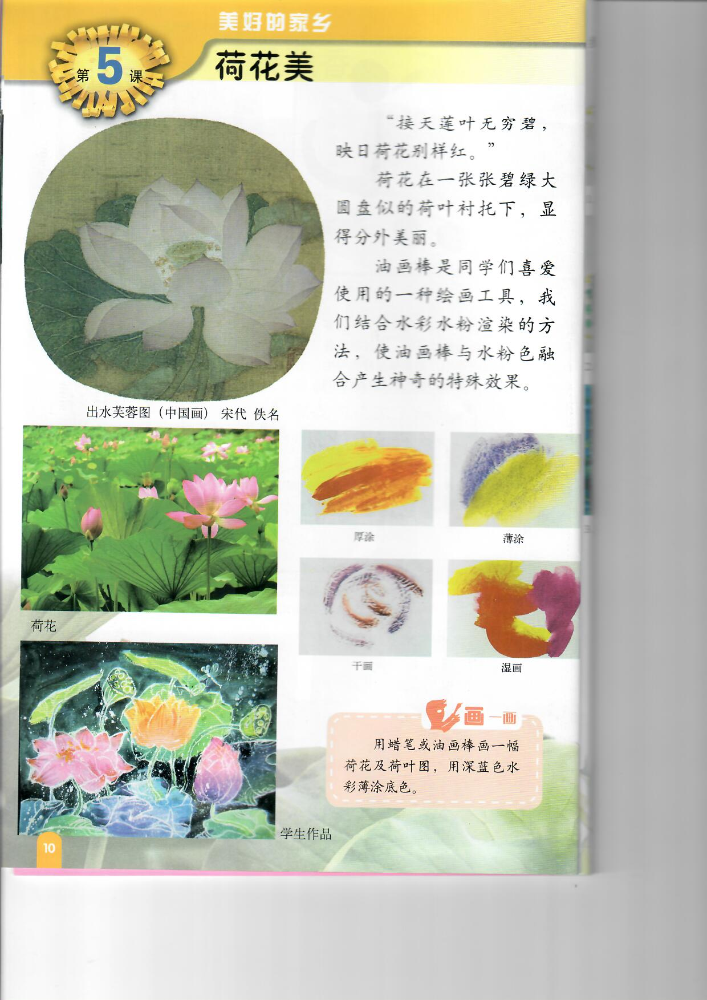 美好的家乡
第5课
荷花美
“接天莲叶无穷碧，
映日荷花别样红。”
荷花在一张张碧绿大
圆盘似的荷叶衬托下，显
得分外美丽。
油画棒是同学们喜爱
使用的一种绘画工具，我
们结合水彩水粉渲染的方
法，使油画棒与水粉色融
合产生神奇的特殊效果。
出水芙蓉图（中国画） 宋代 佚名
厚涂
薄涂
荷花
干画
湿画
画一画
用蜡笔或油画棒画一幅
荷花及荷叶图，用深蓝色水
彩薄涂底色。
学生作品
10